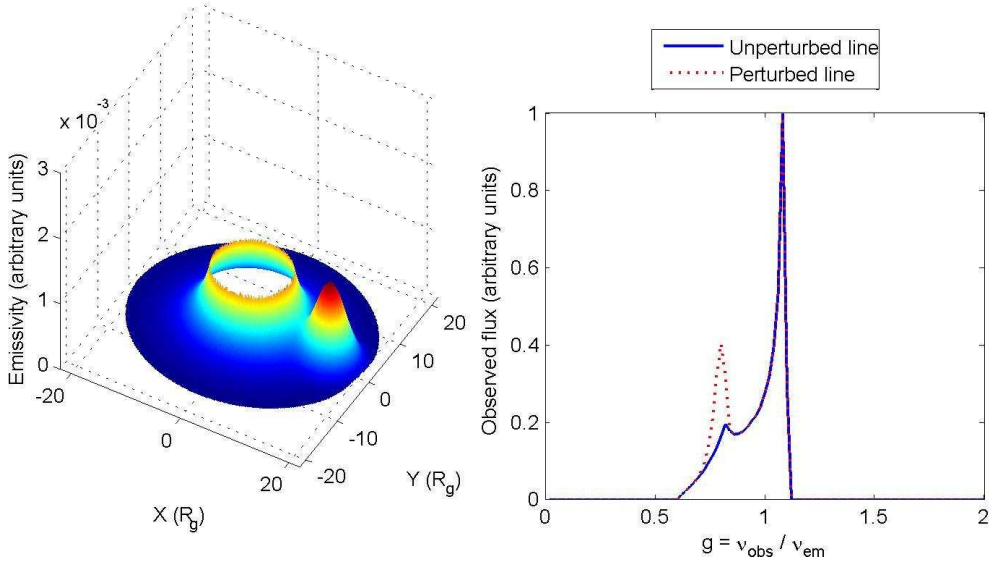 x 10^-3
3
2
1
0
Emissivity (arbitrary units)
-20
0
20
X (R_g)
20
10
0
-10
-20
Y (R_g)
Unperturbed line
Perturbed line
1
0.8
0.6
0.4
0.2
0
Observed flux (arbitrary units)
0
0.5
1
1.5
2
g = ν_obs / ν_em